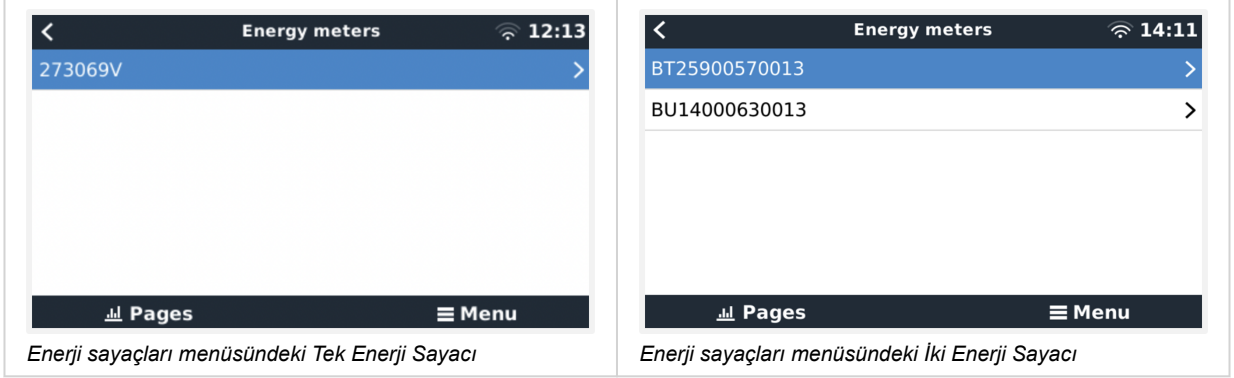 Energy meters 12:13
273069V
Pages Menu
Enerji sayaçları menüsündeki Tek Enerji Sayacı
Energy meters 14:11
BT25900570013
BU14000630013
Pages Menu
Enerji sayaçları menüsündeki İki Enerji Sayacı